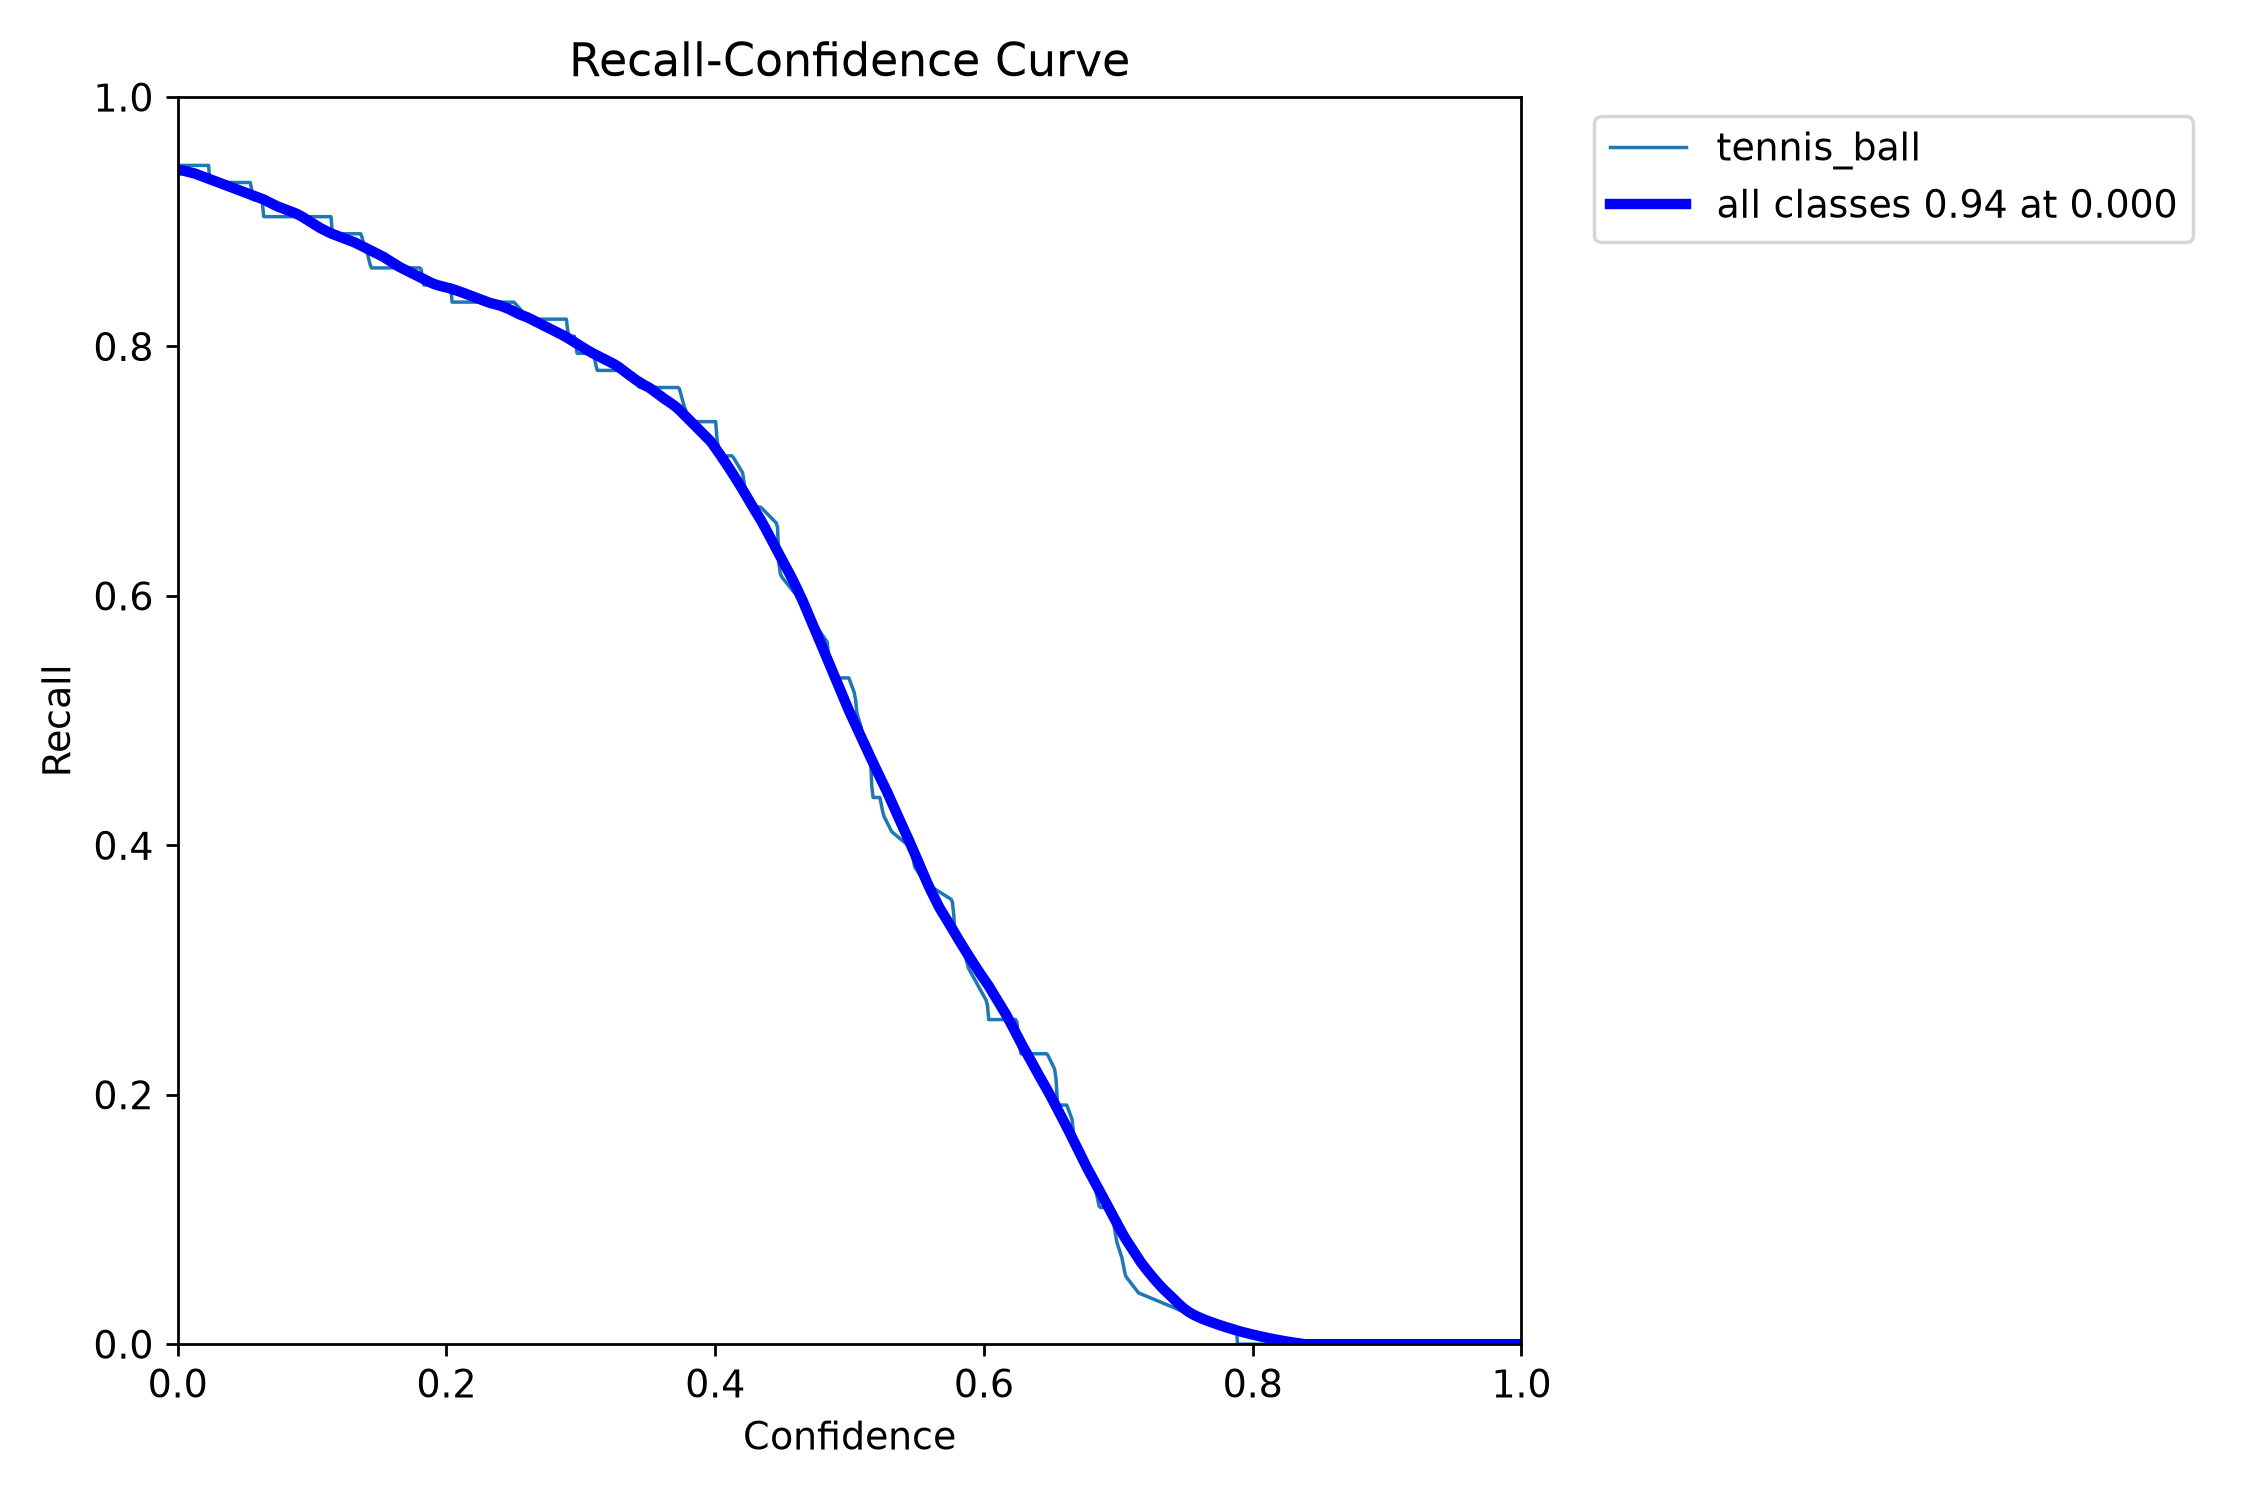 Recall-Confidence Curve
1.0
0.8
0.6
0.4
0.2
0.0
Recall
0.0 0.2 0.4 0.6 0.8 1.0
Confidence
tennis_ball
all classes 0.94 at 0.000